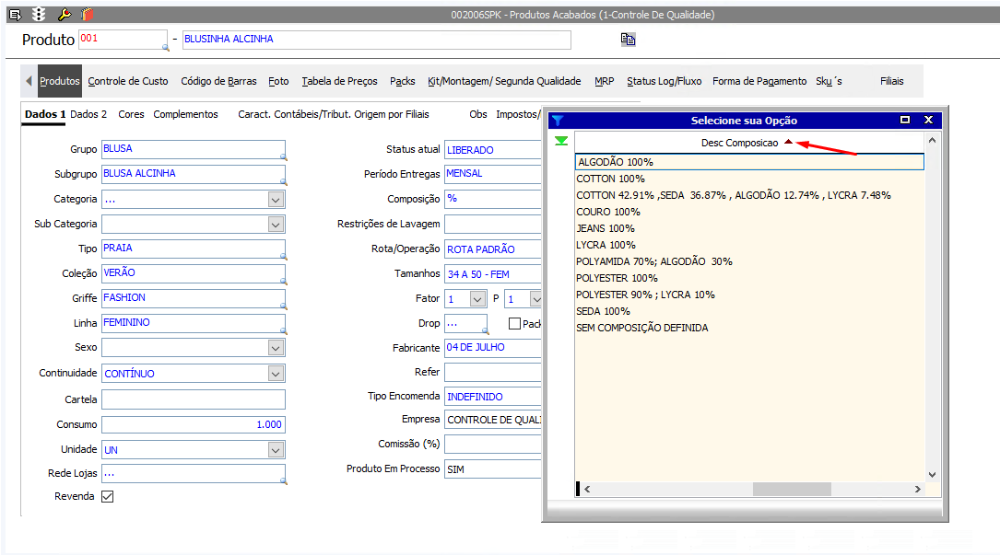 002006SPK - Produtos Acabados (1-Controle De Qualidade)
Produto 001 - BLUSINHA ALCINHA
Produtos Controle de Custo Código de Barras Foto Tabela de Preços Packs Kit/Montagem/ Segunda Qualidade MRP Status Log/Fluxo Forma de Pagamento Sku´s Filiais
Dados 1 Dados 2 Cores Complementos Caract. Contábeis/Tribut. Origem por Filiais Obs Impostos/
Grupo BLUSA
Subgrupo BLUSA ALCINHA
Categoria ...
Sub Categoria
Tipo PRAIA
Coleção VERÃO
Griffe FASHION
Linha FEMININO
Sexo
Continuidade CONTÍNUO
Cartela
Consumo 1.000
Unidade UN
Rede Lojas ...
Revenda
Status atual LIBERADO
Período Entregas MENSAL
Composição %
Restrições de Lavagem
Rota/Operação ROTA PADRÃO
Tamanhos 34 A 50 - FEM
Fator 1 P 1
Drop ... Pack
Fabricante 04 DE JULHO
Refer
Tipo Encomenda INDEFINIDO
Empresa CONTROLE DE QUALI
Comissão (%)
Produto Em Processo SIM
Selecione sua Opção
Desc Composicao
ALGODÃO 100%
COTTON 100%
COTTON 42.91% ,SEDA 36.87% , ALGODÃO 12.74% , LYCRA 7.48%
COURO 100%
JEANS 100%
LYCRA 100%
POLYAMIDA 70%; ALGODÃO 30%
POLYESTER 100%
POLYESTER 90% ; LYCRA 10%
SEDA 100%
SEM COMPOSIÇÃO DEFINIDA